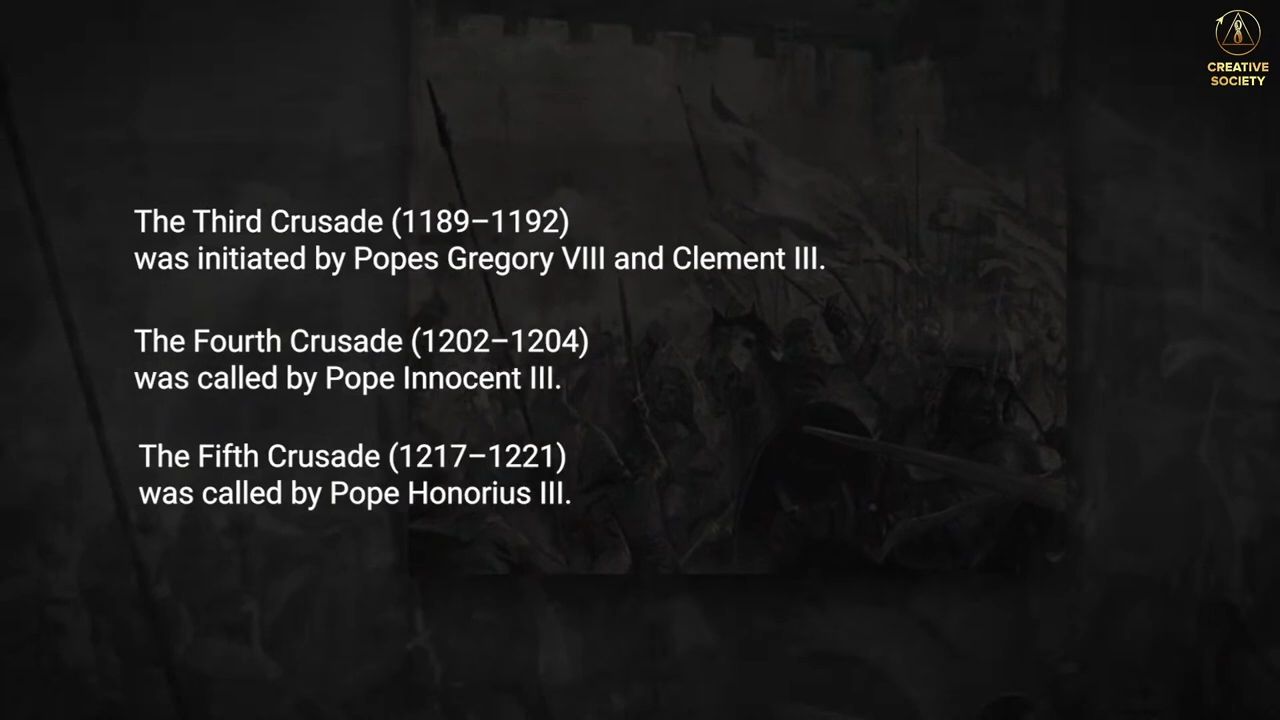 CREATIVE
SOCIETY
The Third Crusade (1189–1192)
was initiated by Popes Gregory VIII and Clement III.
The Fourth Crusade (1202–1204)
was called by Pope Innocent III.
The Fifth Crusade (1217–1221)
was called by Pope Honorius III.